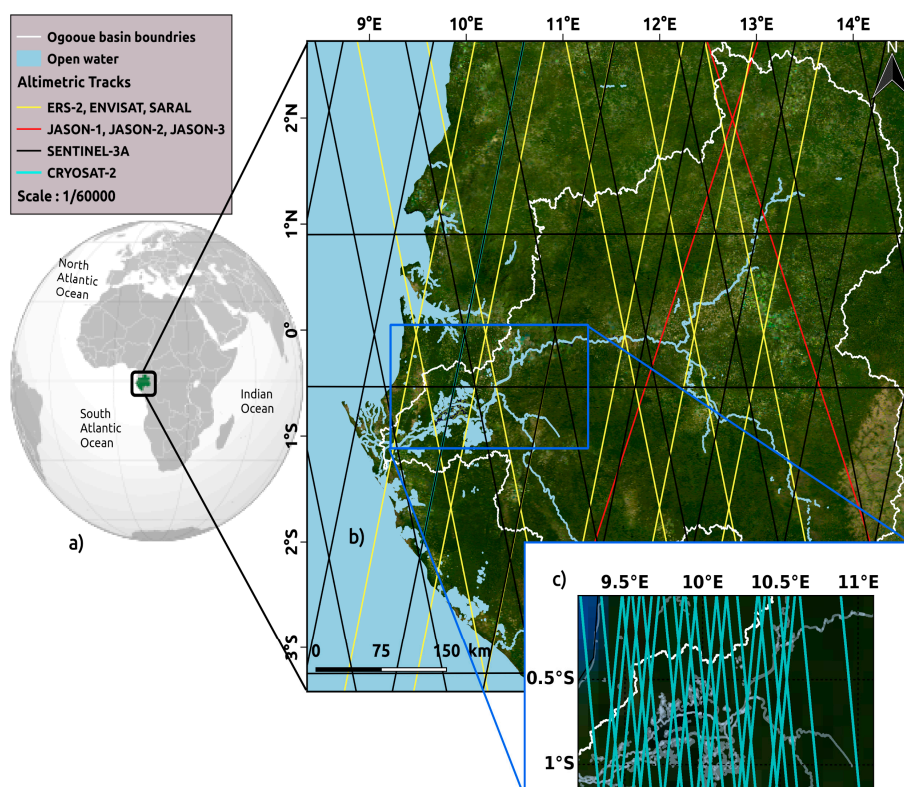 Ogooue basin boundries
Open water
Altimetric Tracks
ERS-2, ENVISAT, SARAL
JASON-1, JASON-2, JASON-3
SENTINEL-3A
CRYOSAT-2
Scale : 1/60000
North
Atlantic
Ocean
South
Atlantic
Ocean
Indian
Ocean
a)
9°E 10°E 11°E 12°E 13°E 14°E
N
2°N
1°N
0°
1°S
2°S
3°S
b)
0 75 150 km
c)
9.5°E 10°E 10.5°E 11°E
0.5°S
1°S